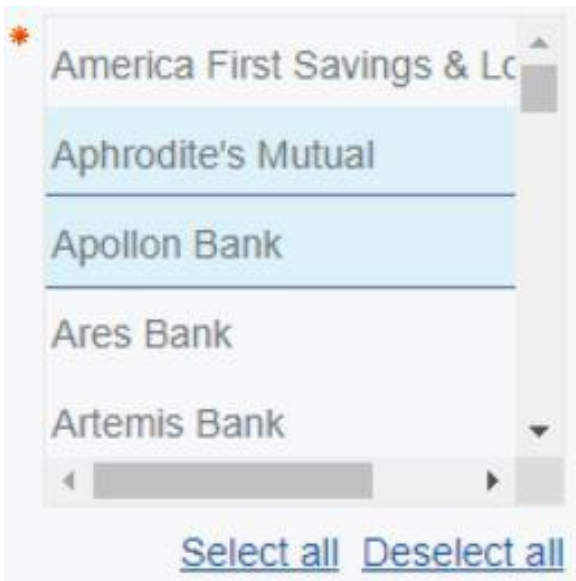 America First Savings & Lo
Aphrodite's Mutual
Apollon Bank
Ares Bank
Artemis Bank
Select all Deselect all